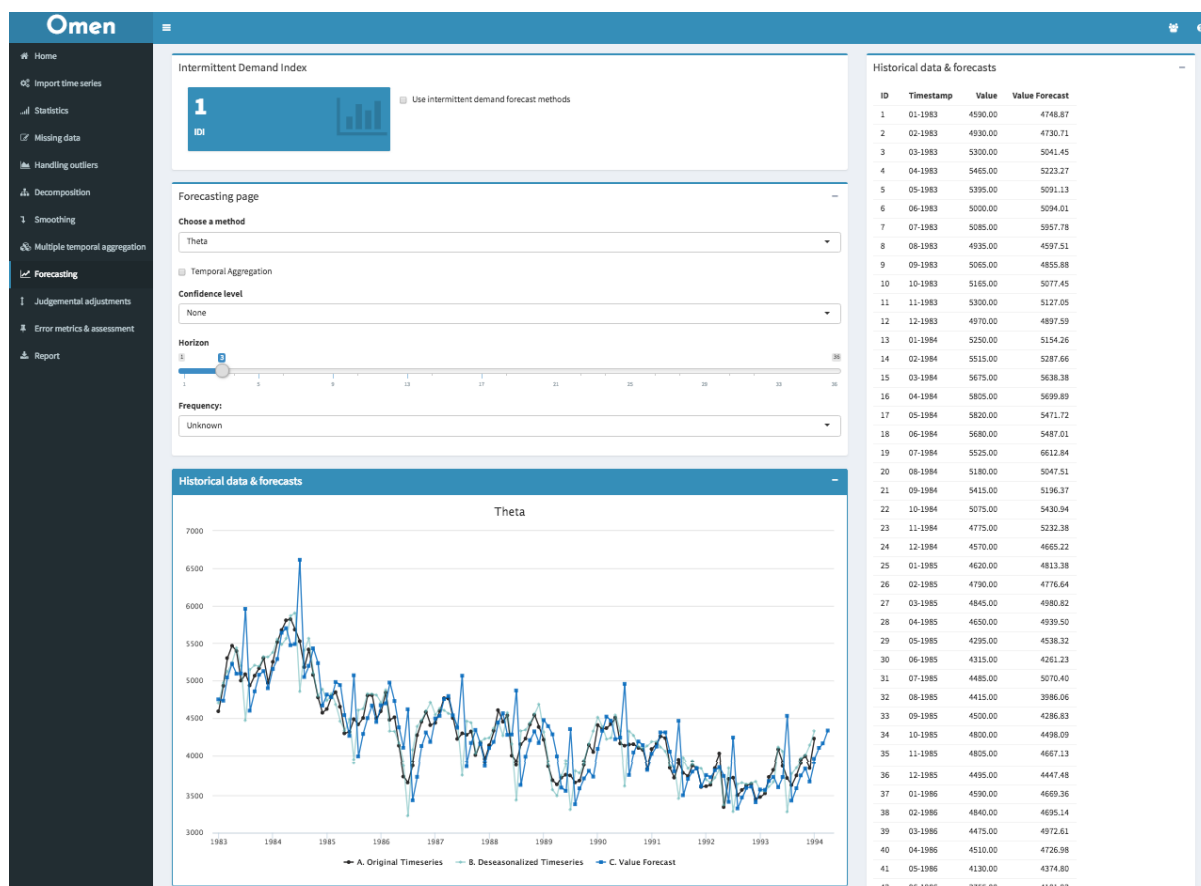 Omen
Home
Import time series
Statistics
Missing data
Handling outliers
Decomposition
Smoothing
Multiple temporal aggregation
Forecasting
Judgemental adjustments
Error metrics & assessment
Report
Intermittent Demand Index
1
IDI
Use intermittent demand forecast methods
Forecasting page
Choose a method
Theta
Temporal Aggregation
Confidence level
None
Horizon
1 3 36
1 5 9 13 17 21 25 29 33 36
Frequency:
Unknown
Historical data & forecasts
Theta
7000
6500
6000
5500
5000
4500
4000
3500
3000
1983 1984 1985 1986 1987 1988 1989 1990 1991 1992 1993 1994
A. Original Timeseries B. Deseasonalized Timeseries C. Value Forecast
Historical data & forecasts
ID Timestamp Value Value Forecast
1 01-1983 4590.00 4748.87
2 02-1983 4930.00 4730.71
3 03-1983 5300.00 5041.45
4 04-1983 5465.00 5223.27
5 05-1983 5395.00 5091.13
6 06-1983 5000.00 5094.01
7 07-1983 5085.00 5957.78
8 08-1983 4935.00 4597.51
9 09-1983 5065.00 4855.88
10 10-1983 5165.00 5077.45
11 11-1983 5300.00 5127.05
12 12-1983 4970.00 4897.59
13 01-1984 5250.00 5154.26
14 02-1984 5515.00 5287.66
15 03-1984 5675.00 5638.38
16 04-1984 5805.00 5699.89
17 05-1984 5820.00 5471.72
18 06-1984 5680.00 5487.01
19 07-1984 5525.00 6612.84
20 08-1984 5180.00 5047.51
21 09-1984 5415.00 5196.37
22 10-1984 5075.00 5430.94
23 11-1984 4775.00 5232.38
24 12-1984 4570.00 4665.22
25 01-1985 4620.00 4813.38
26 02-1985 4790.00 4776.64
27 03-1985 4845.00 4980.82
28 04-1985 4650.00 4939.50
29 05-1985 4295.00 4538.32
30 06-1985 4315.00 4261.23
31 07-1985 4485.00 5070.40
32 08-1985 4415.00 3986.06
33 09-1985 4500.00 4286.83
34 10-1985 4800.00 4498.09
35 11-1985 4805.00 4667.13
36 12-1985 4495.00 4447.48
37 01-1986 4590.00 4669.36
38 02-1986 4840.00 4695.14
39 03-1986 4475.00 4972.61
40 04-1986 4510.00 4726.98
41 05-1986 4130.00 4374.80